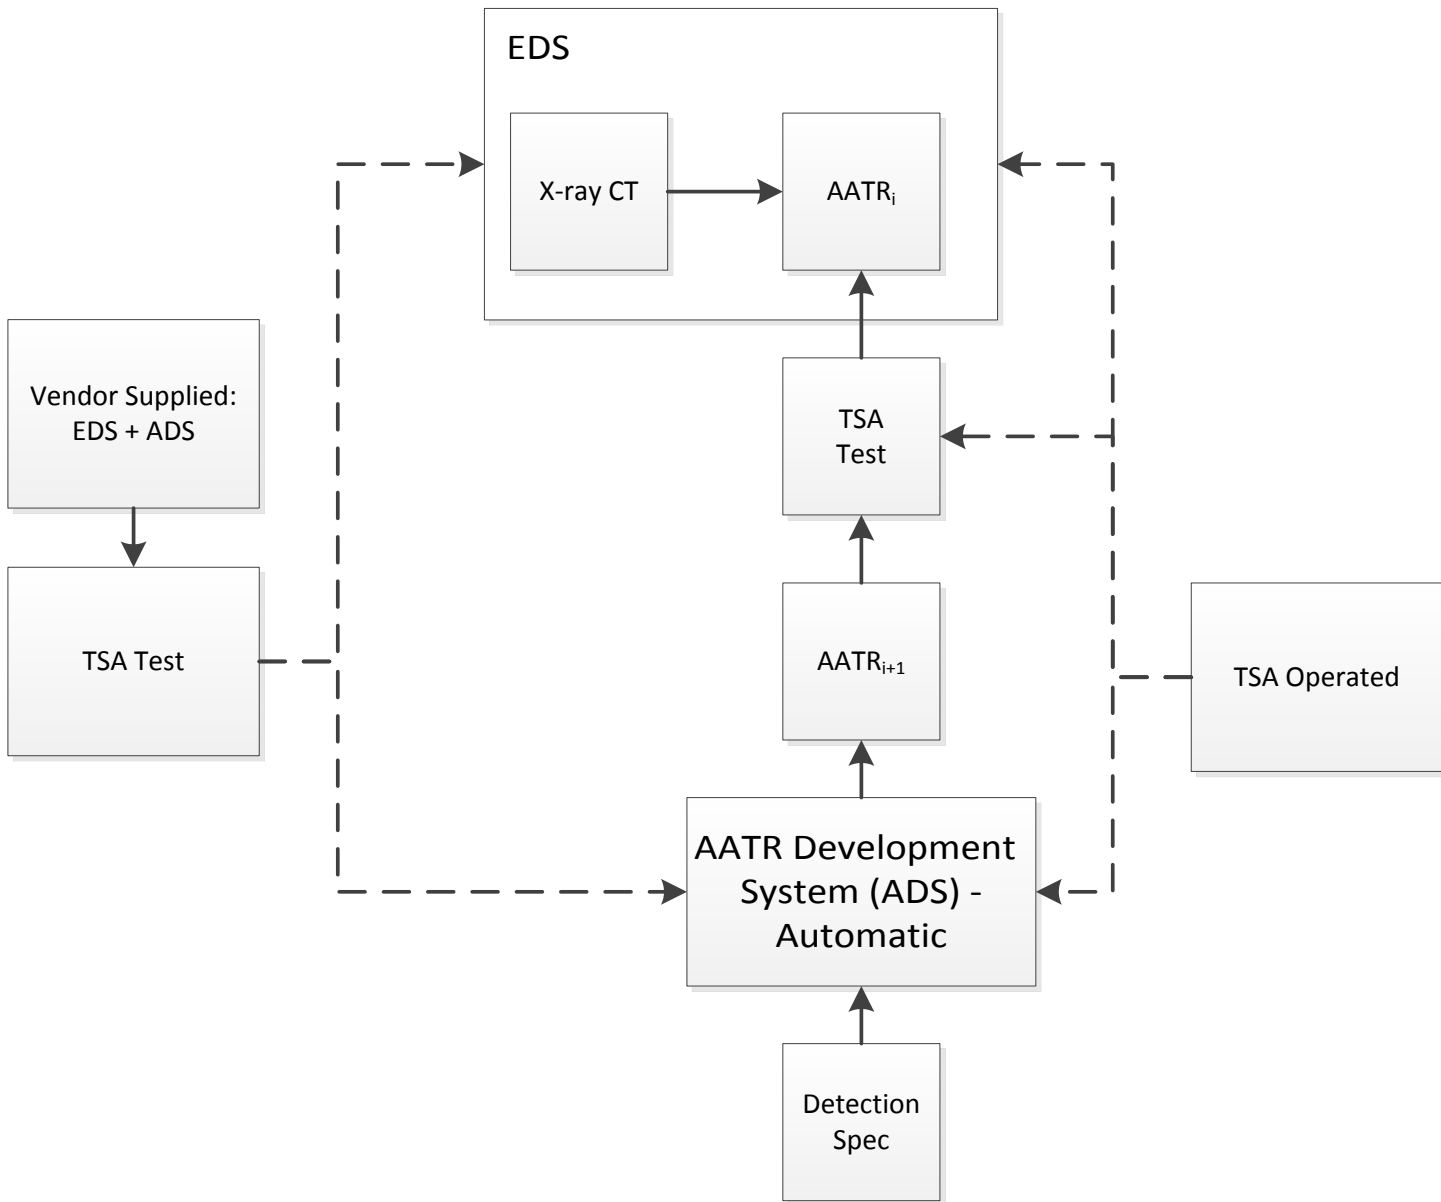 EDS
X-ray CT
AATRᵢ
Vendor Supplied:
EDS + ADS
TSA
Test
TSA Test
AATRᵢ₊₁
TSA Operated
AATR Development
System (ADS) -
Automatic
Detection
Spec